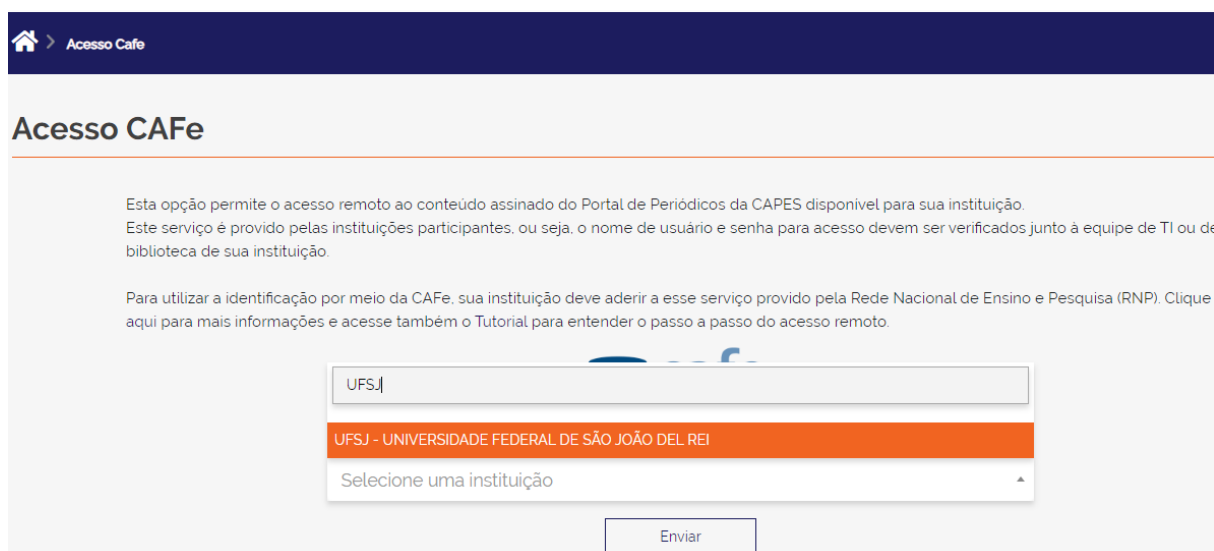 > Acesso Cafe
Acesso CAFe
Esta opção permite o acesso remoto ao conteúdo assinado do Portal de Periódicos da CAPES disponível para sua instituição.
Este serviço é provido pelas instituições participantes, ou seja, o nome de usuário e senha para acesso devem ser verificados junto à equipe de TI ou de
biblioteca de sua instituição.
Para utilizar a identificação por meio da CAFe, sua instituição deve aderir a esse serviço provido pela Rede Nacional de Ensino e Pesquisa (RNP). Clique
aqui para mais informações e acesse também o Tutorial para entender o passo a passo do acesso remoto.
UFSJ
UFSJ - UNIVERSIDADE FEDERAL DE SÃO JOÃO DEL REI
Selecione uma instituição
Enviar